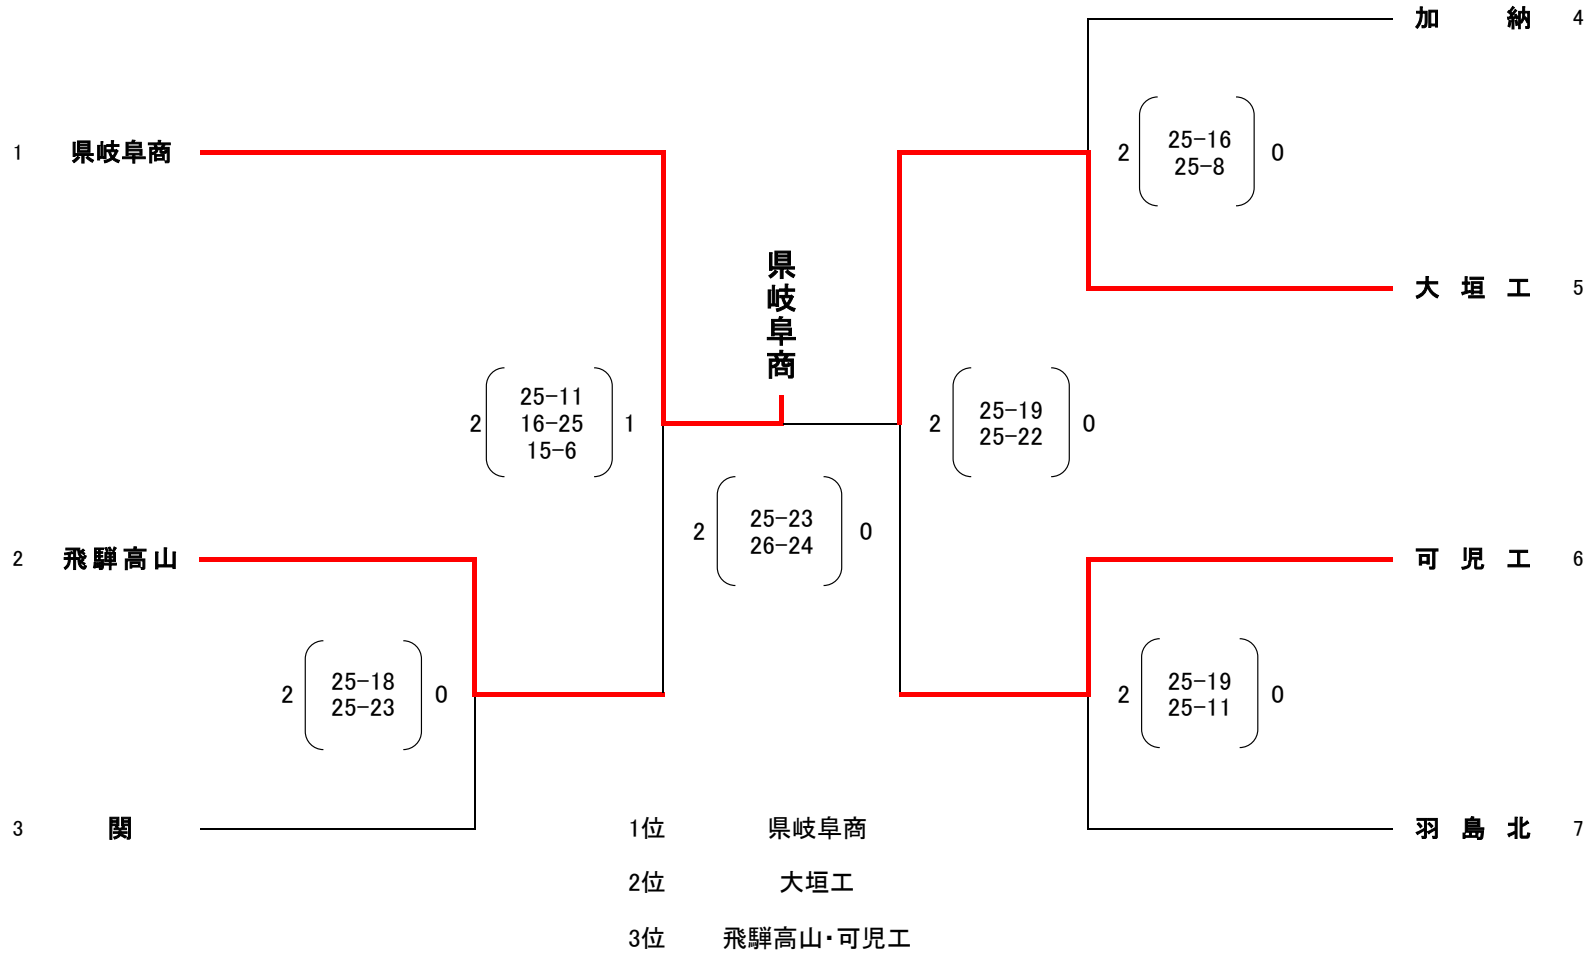 加　納 4
1 県岐阜商
2 25-16 0
25-8
県岐阜商
大垣工 5
25-11
2 16-25 1
15-6
2 25-19 0
25-22
2 25-23 0
26-24
2 飛騨高山
可児工 6
2 25-18 0
25-23
2 25-19 0
25-11
3 関
羽島北 7
1位 県岐阜商
2位 大垣工
3位 飛騨高山・可児工